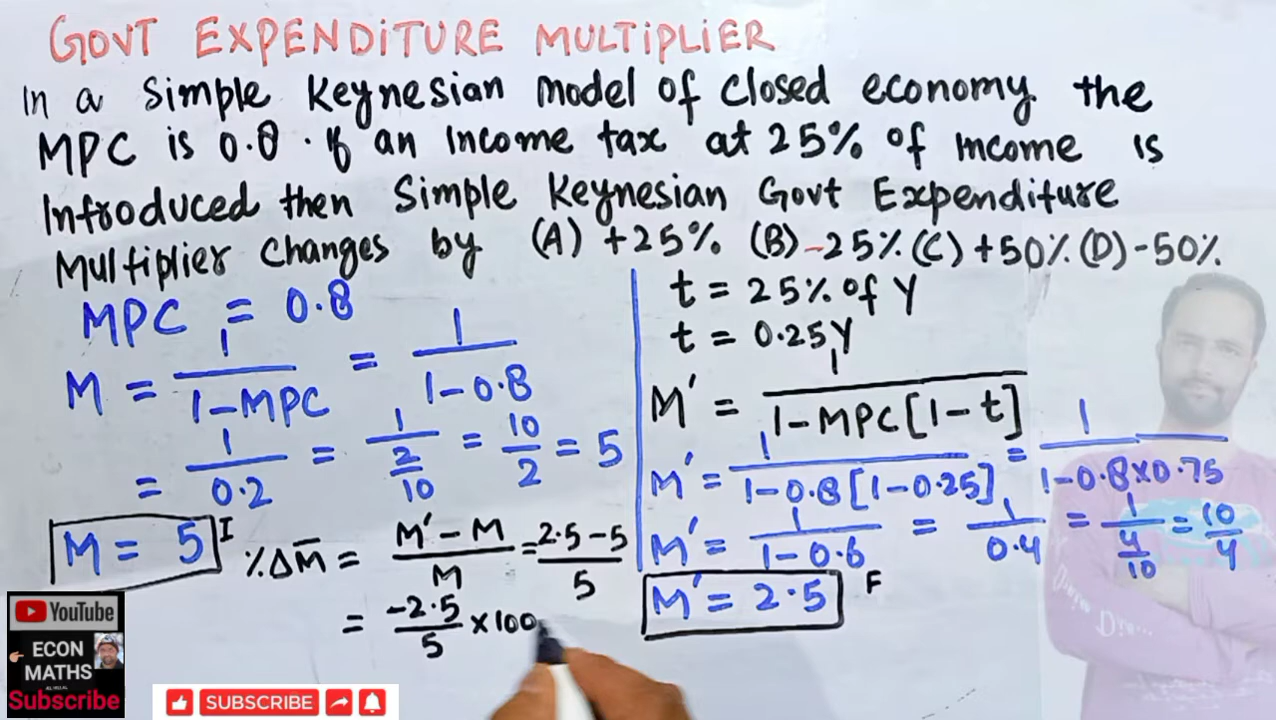 GOVT EXPENDITURE MULTIPLIER
In a Simple Keynesian model of closed economy the
MPC is 0.8. If an Income tax at 25% of income is
Introduced then Simple Keynesian Govt Expenditure
Multiplier changes by (A) +25% (B) -25% (C) +50% (D) -50%
MPC = 0.8
M = 1/(1-MPC) = 1/(1-0.8)
= 1/0.2 = 1/(2/10) = 10/2 = 5
M = 5 I
t = 25% of Y
t = 0.25Y
M' = 1/(1-MPC[1-t])
M' = 1/(1-0.8[1-0.25]) = 1/(1-0.8×0.75)
M' = 1/(1-0.6) = 1/0.4 = 1/(4/10) = 10/4
M' = 2.5 F
%ΔM̅ = (M'-M)/M = (2.5-5)/5
= -2.5/5 ×100
YouTube
ECON
MATHS
Subscribe
SUBSCRIBE